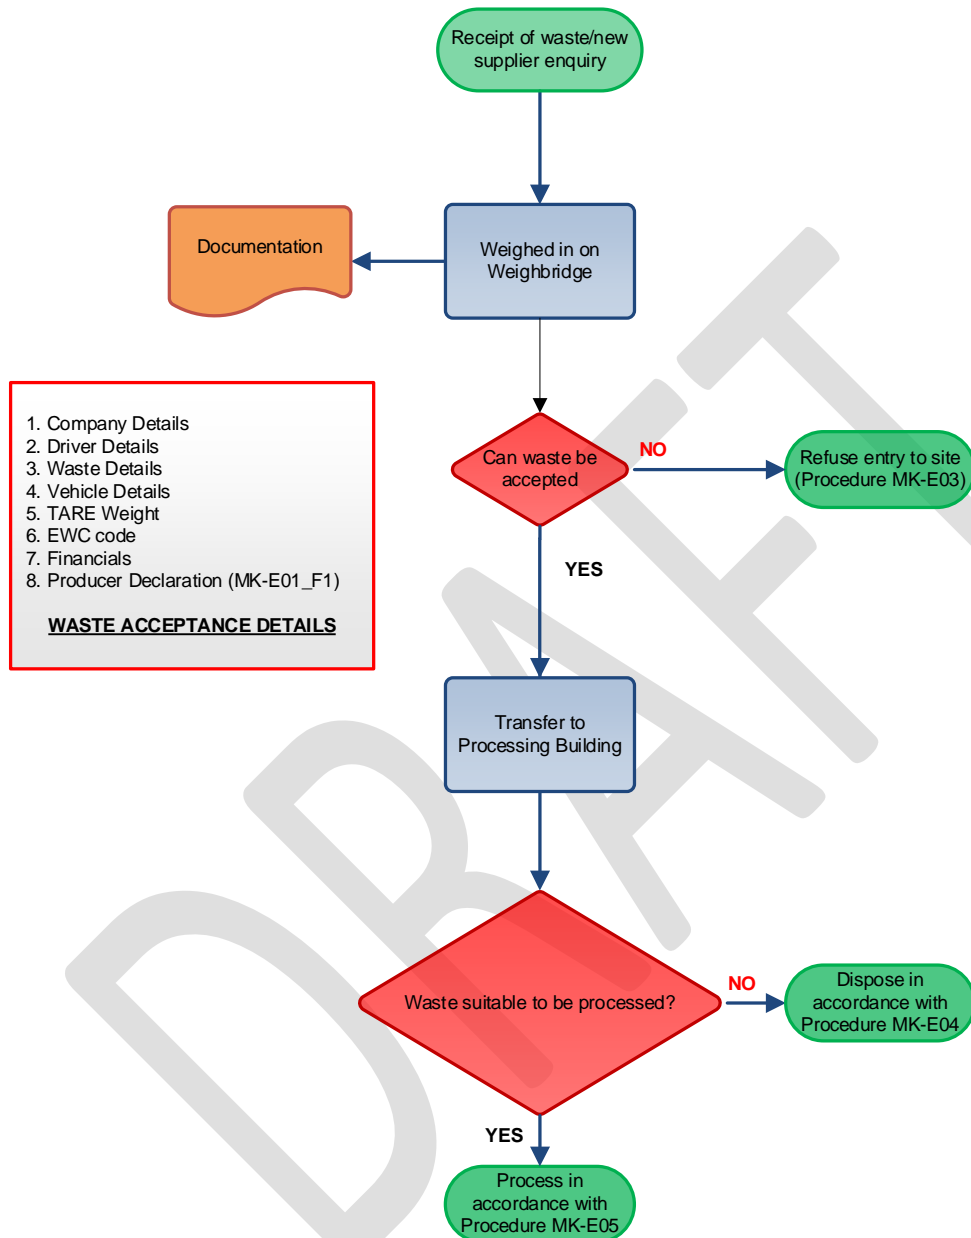 Receipt of waste/new
supplier enquiry
Documentation
Weighed in on
Weighbridge
1. Company Details
2. Driver Details
3. Waste Details
4. Vehicle Details
5. TARE Weight
6. EWC code
7. Financials
8. Producer Declaration (MK-E01_F1)
WASTE ACCEPTANCE DETAILS
Can waste be
accepted
NO
Refuse entry to site
(Procedure MK-E03)
YES
Transfer to
Processing Building
Waste suitable to be processed?
NO
Dispose in
accordance with
Procedure MK-E04
YES
Process in
accordance with
Procedure MK-E05
DRAFT